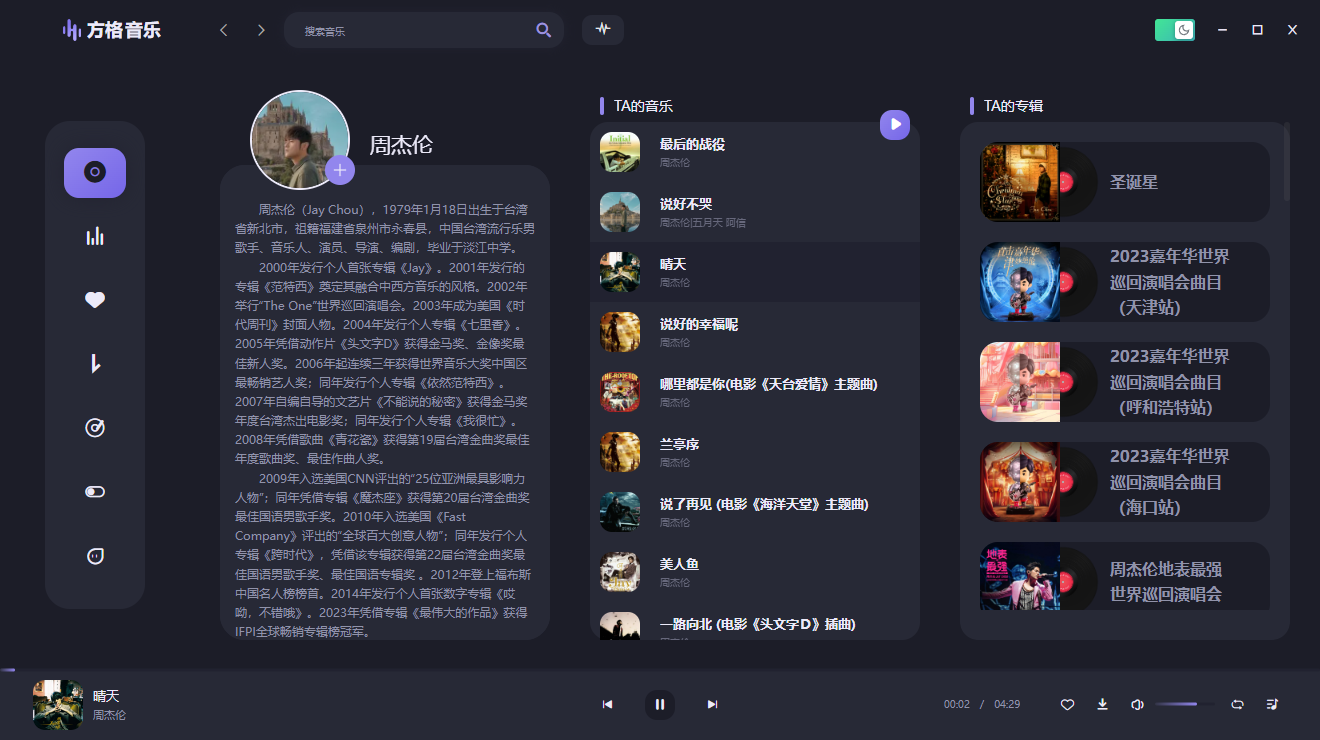 方格音乐
搜索音乐
周杰伦
周杰伦（Jay Chou），1979年1月18日出生于台湾
省新北市，祖籍福建省泉州市永春县，中国台湾流行乐男
歌手、音乐人、演员、导演、编剧，毕业于淡江中学。
2000年发行个人首张专辑《Jay》。2001年发行的
专辑《范特西》奠定其融合中西方音乐的风格。2002年
举行“The One”世界巡回演唱会。2003年成为美国《时
代周刊》封面人物。2004年发行个人专辑《七里香》。
2005年凭借动作片《头文字D》获得金马奖、金像奖最
佳新人奖。2006年起连续三年获得世界音乐大奖中国区
最畅销艺人奖；同年发行个人专辑《依然范特西》。
2007年自编自导的文艺片《不能说的秘密》获得金马奖
年度台湾杰出电影奖；同年发行个人专辑《我很忙》。
2008年凭借歌曲《青花瓷》获得第19届台湾金曲奖最佳
年度歌曲奖、最佳作曲人奖。
2009年入选美国CNN评出的“25位亚洲最具影响力
人物”；同年凭借专辑《魔杰座》获得第20届台湾金曲奖
最佳国语男歌手奖。2010年入选美国《Fast
Company》评出的“全球百大创意人物”；同年发行个人
专辑《跨时代》，凭借该专辑获得第22届台湾金曲奖最
佳国语男歌手奖、最佳国语专辑奖 。2012年登上福布斯
中国名人榜榜首。2014年发行个人首张数字专辑《哎
呦，不错哦》。2023年凭借专辑《最伟大的作品》获得
IFPI全球畅销专辑榜冠军。
TA的音乐
最后的战役
周杰伦
说好不哭
周杰伦|五月天 阿信
晴天
周杰伦
说好的幸福呢
周杰伦
哪里都是你(电影《天台爱情》主题曲)
周杰伦
兰亭序
周杰伦
说了再见 (电影《海洋天堂》主题曲)
周杰伦
美人鱼
周杰伦
一路向北 (电影《头文字D》插曲)
TA的专辑
圣诞星
2023嘉年华世界
巡回演唱会曲目
（天津站)
2023嘉年华世界
巡回演唱会曲目
（呼和浩特站)
2023嘉年华世界
巡回演唱会曲目
（海口站)
地表
最强
周杰伦地表最强
世界巡回演唱会
晴天
周杰伦
00:02 / 04:29